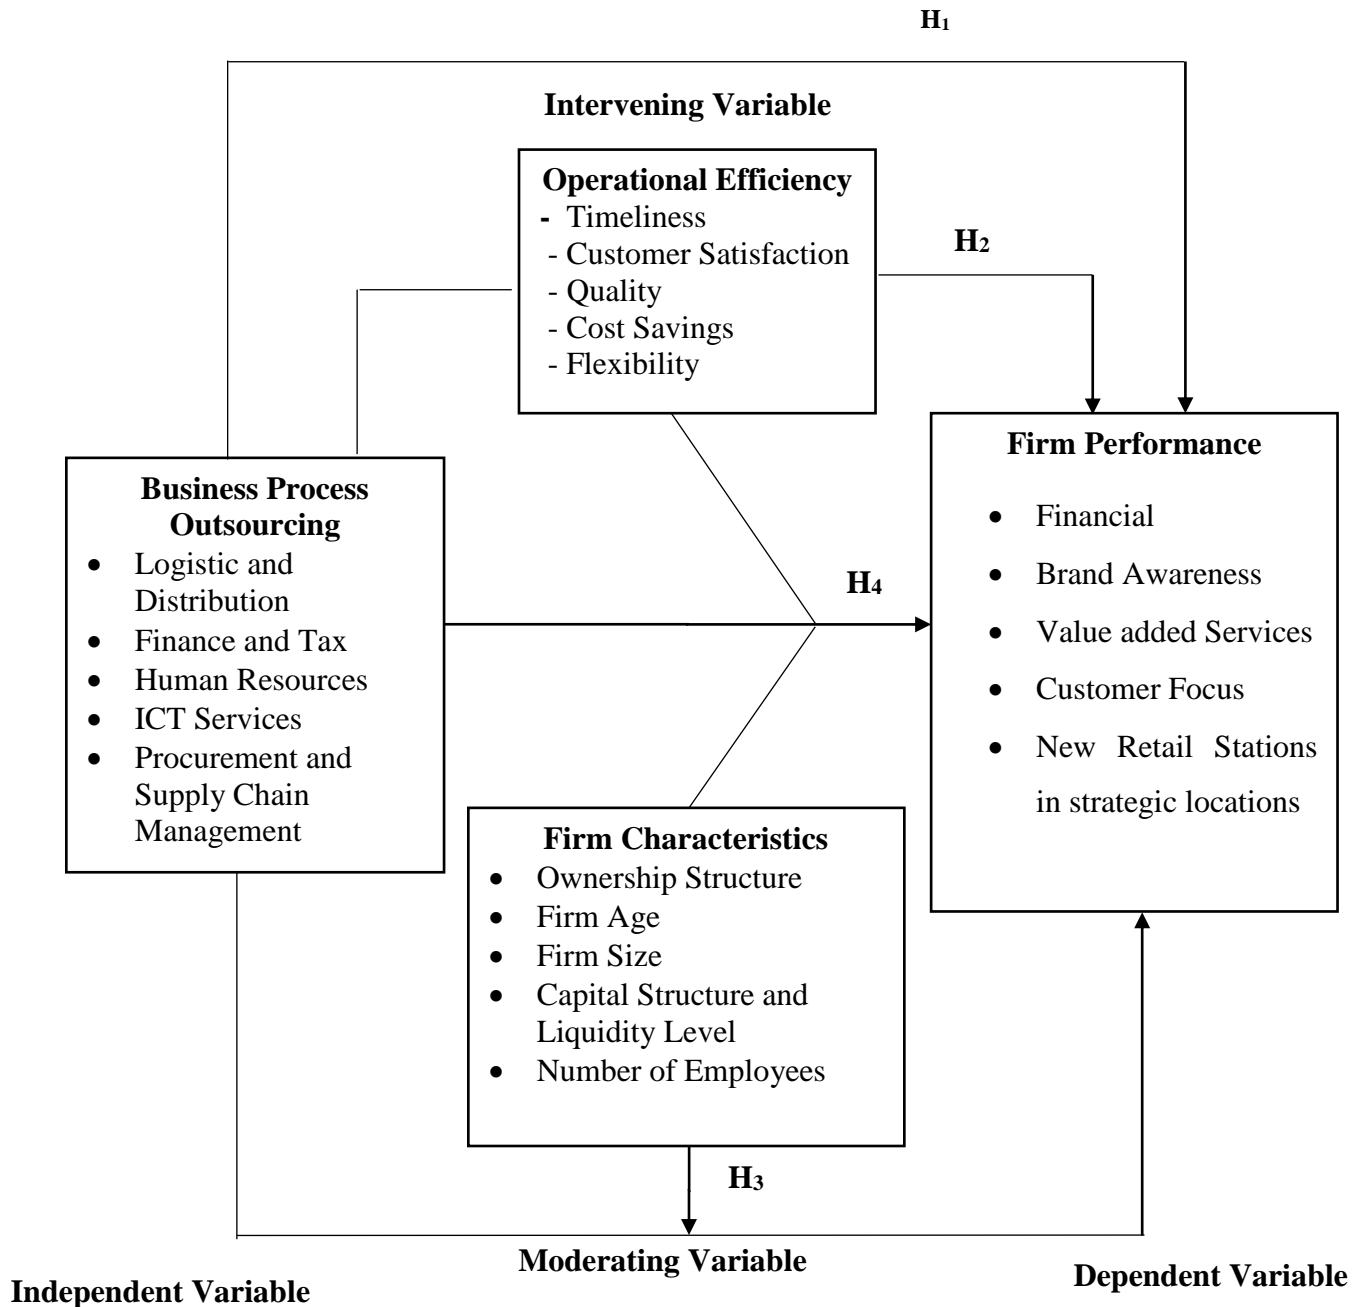 H1
Intervening Variable
Operational Efficiency
- Timeliness
- Customer Satisfaction
- Quality
- Cost Savings
- Flexibility
H2
Business Process
Outsourcing
• Logistic and
Distribution
• Finance and Tax
• Human Resources
• ICT Services
• Procurement and
Supply Chain
Management
H4
Firm Performance
• Financial
• Brand Awareness
• Value added Services
• Customer Focus
• New Retail Stations
in strategic locations
Firm Characteristics
• Ownership Structure
• Firm Age
• Firm Size
• Capital Structure and
Liquidity Level
• Number of Employees
H3
Independent Variable
Moderating Variable
Dependent Variable